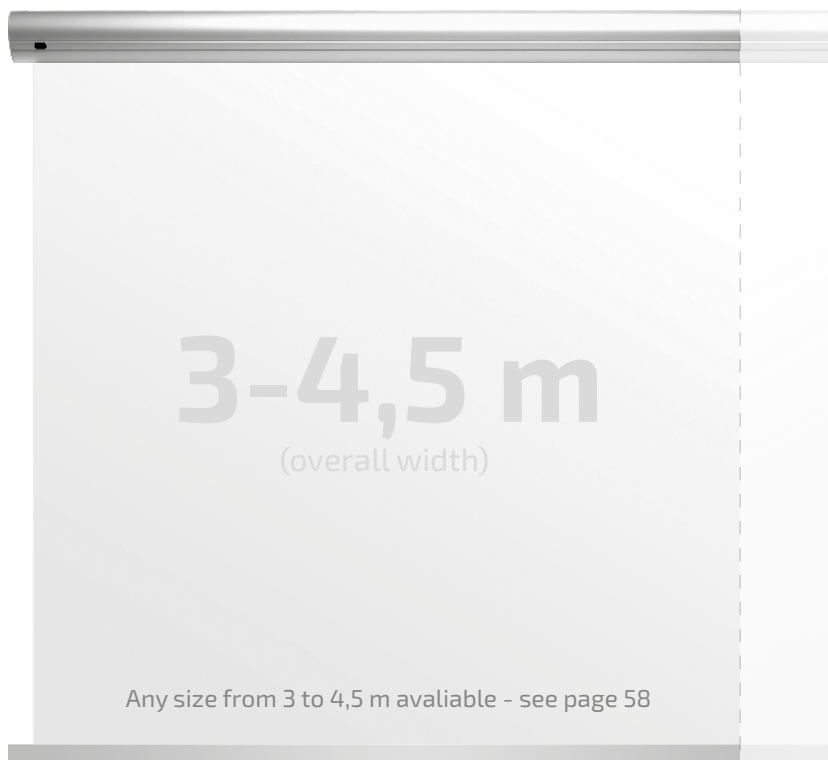 3-4,5 m
(overall width)
Any size from 3 to 4,5 m avaliable - see page 58